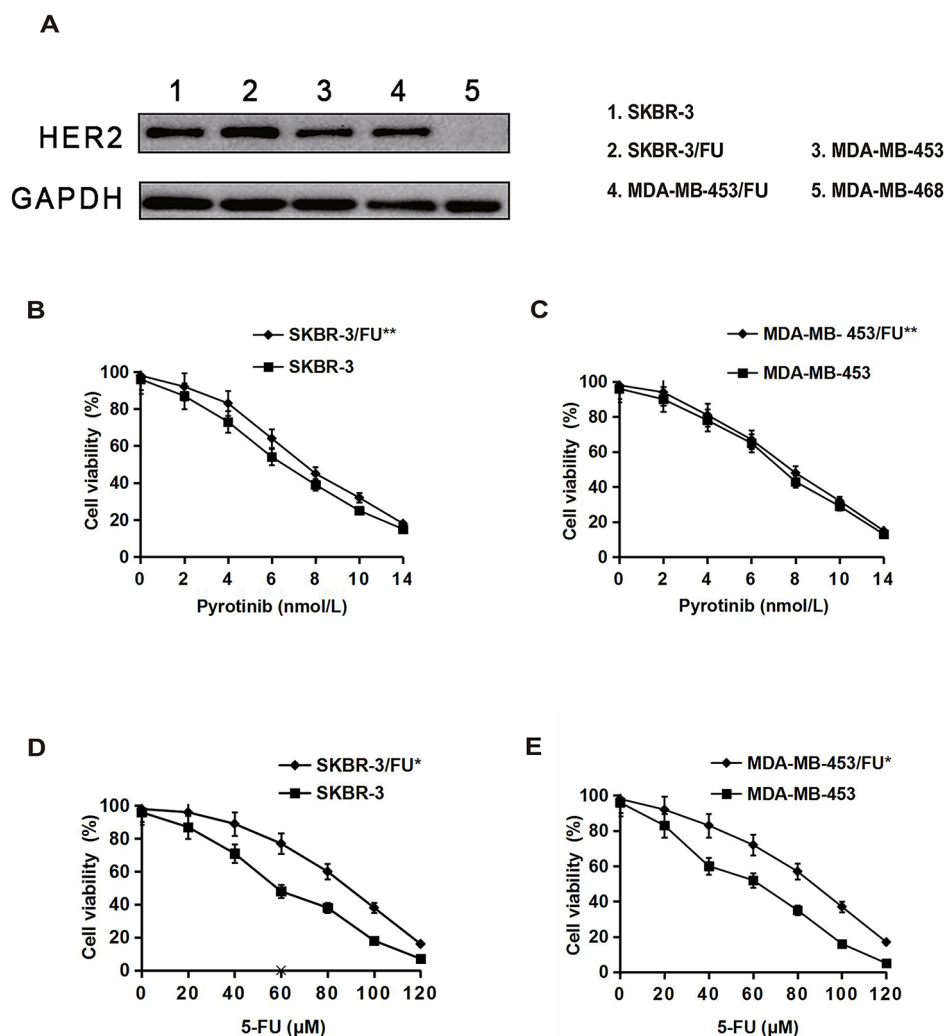 A
1 2 3 4 5
HER2
GAPDH
1. SKBR-3
2. SKBR-3/FU 3. MDA-MB-453
4. MDA-MB-453/FU 5. MDA-MB-468
B
SKBR-3/FU**
SKBR-3
Cell viability (%)
100
80
60
40
20
0
0 2 4 6 8 10 14
Pyrotinib (nmol/L)
C
MDA-MB- 453/FU**
MDA-MB-453
Cell viability (%)
100
80
60
40
20
0
0 2 4 6 8 10 14
Pyrotinib (nmol/L)
D
SKBR-3/FU*
SKBR-3
Cell viability (%)
100
80
60
40
20
0
0 20 40 60 80 100 120
5-FU (μM)
E
MDA-MB-453/FU*
MDA-MB-453
Cell viability (%)
100
80
60
40
20
0
0 20 40 60 80 100 120
5-FU (μM)